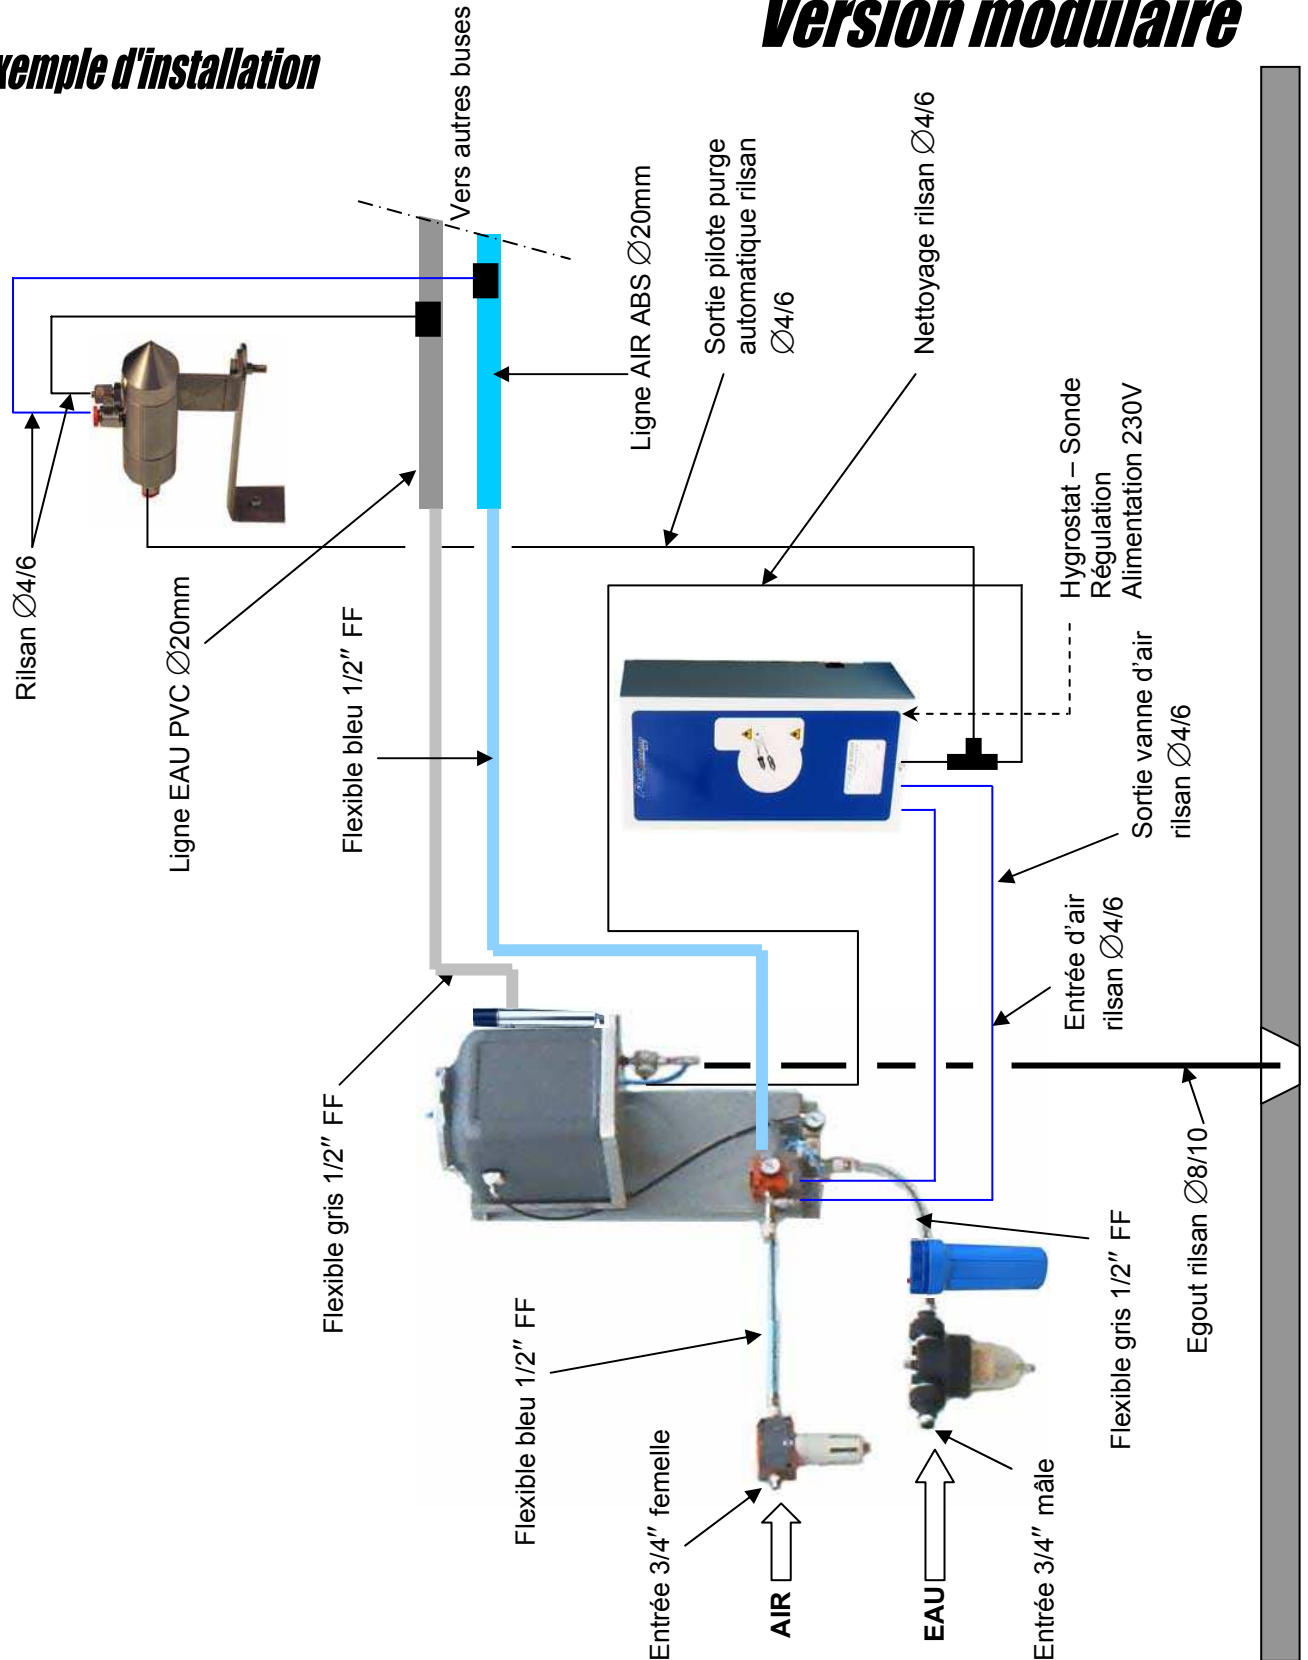 Version modulaire
xemple d'installation
Vers autres buses
Rilsan Ø4/6
Ligne EAU PVC Ø20mm
Flexible bleu 1/2" FF
Ligne AIR ABS Ø20mm
Sortie pilote purge
automatique rilsan
Ø4/6
Nettoyage rilsan Ø4/6
Hygrostat – Sonde
Régulation
Alimentation 230V
Sortie vanne d'air
rilsan Ø4/6
Entrée d'air
rilsan Ø4/6
Flexible gris 1/2" FF
Flexible bleu 1/2" FF
Entrée 3/4" femelle
AIR
EAU
Entrée 3/4" mâle
Flexible gris 1/2" FF
Egout rilsan Ø8/10